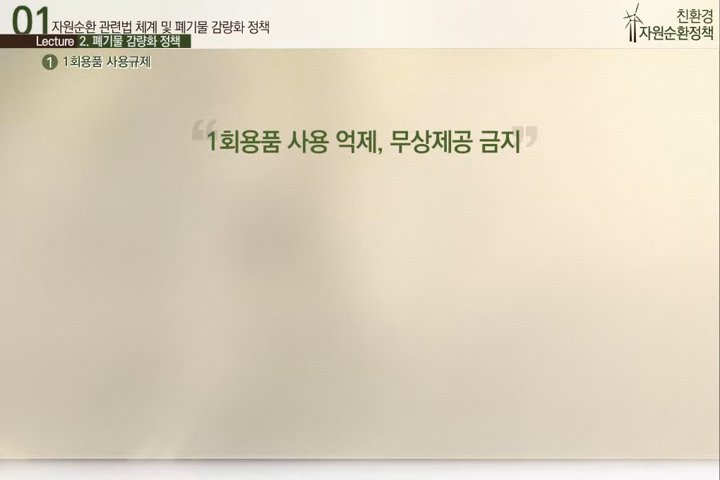 01 자원순환 관련법 체계 및 폐기물 감량화 정책
Lecture 2. 폐기물 감량화 정책
1 1회용품 사용규제
친환경
자원순환정책
“1회용품 사용 억제, 무상제공 금지”